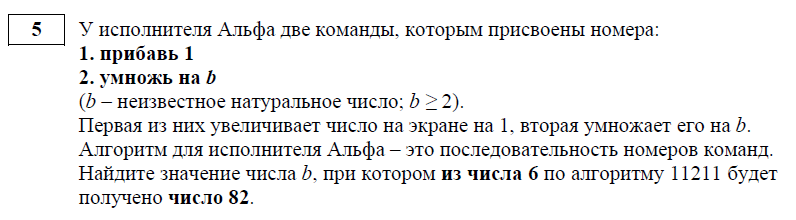 5
У исполнителя Альфа две команды, которым присвоены номера:
1. прибавь 1
2. умножь на b
(b – неизвестное натуральное число; b ≥ 2).
Первая из них увеличивает число на экране на 1, вторая умножает его на b.
Алгоритм для исполнителя Альфа – это последовательность номеров команд.
Найдите значение числа b, при котором из числа 6 по алгоритму 11211 будет
получено число 82.